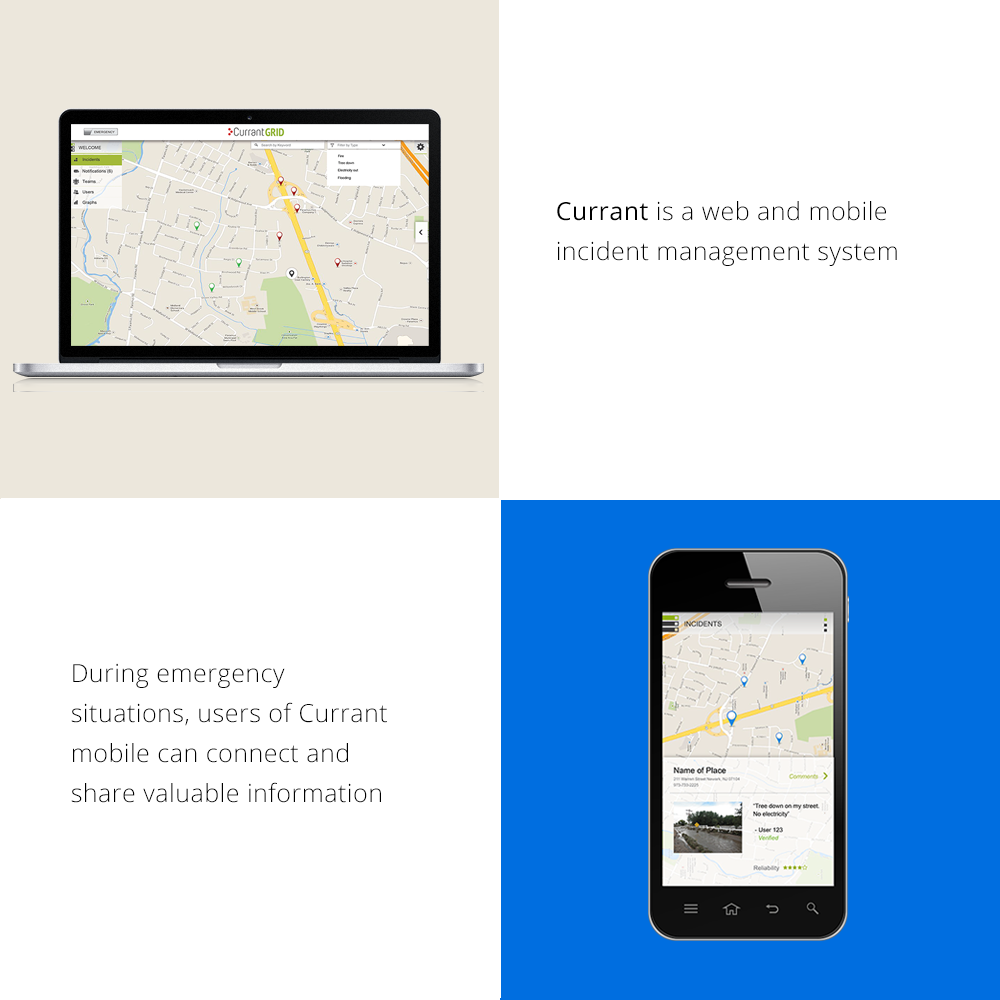 EMERGENCY
CurrantGRID
WELCOME
Search by Keyword
Filter by Type
Incidents
Notifications (6)
Teams
Users
Graphs
Fire
Tree down
Electricity out
Flooding
Currant is a web and mobile
incident management system
During emergency
situations, users of Currant
mobile can connect and
share valuable information
INCIDENTS
Name of Place
Comments
"Tree down on my street.
No electricity"
- User 123
Verified
Reliability